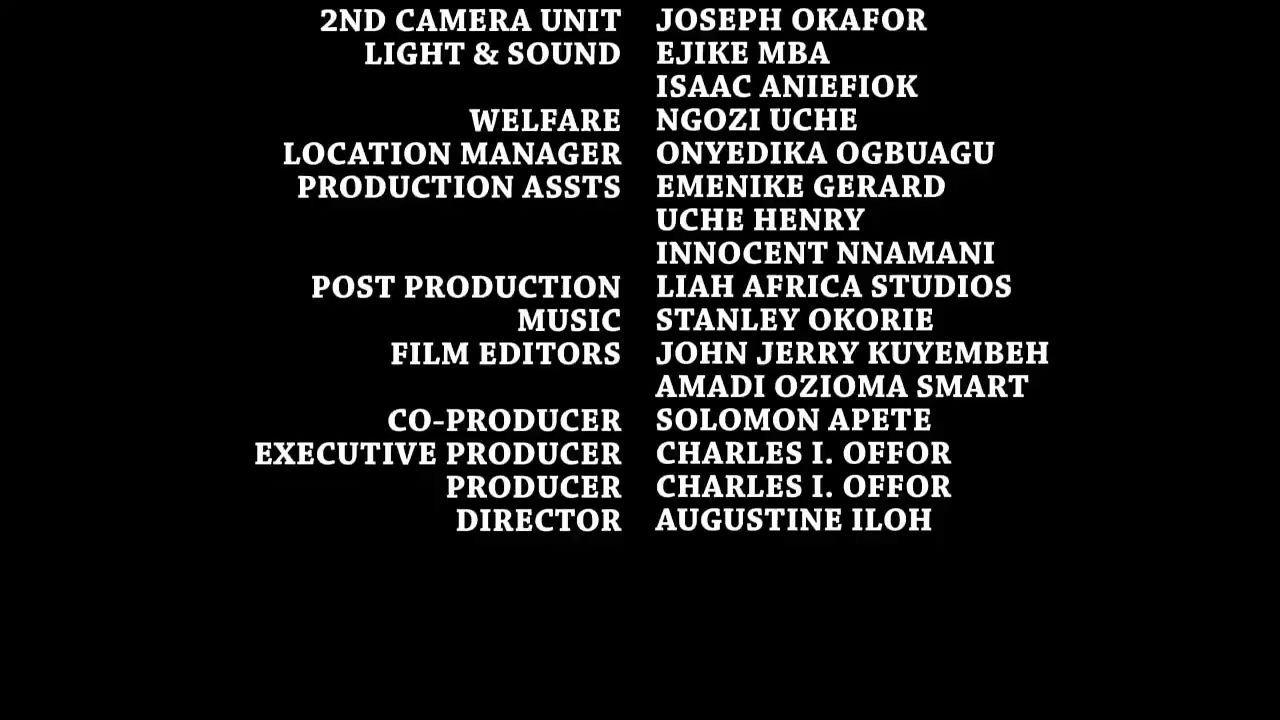 2ND CAMERA UNIT JOSEPH OKAFOR
LIGHT & SOUND EJIKE MBA
ISAAC ANIEFIOK
WELFARE NGOZI UCHE
LOCATION MANAGER ONYEDIKA OGBUAGU
PRODUCTION ASSTS EMENIKE GERARD
UCHE HENRY
INNOCENT NNAMANI
POST PRODUCTION LIAH AFRICA STUDIOS
MUSIC STANLEY OKORIE
FILM EDITORS JOHN JERRY KUYEMBEH
AMADI OZIOMA SMART
CO-PRODUCER SOLOMON APETE
EXECUTIVE PRODUCER CHARLES I. OFFOR
PRODUCER CHARLES I. OFFOR
DIRECTOR AUGUSTINE ILOH